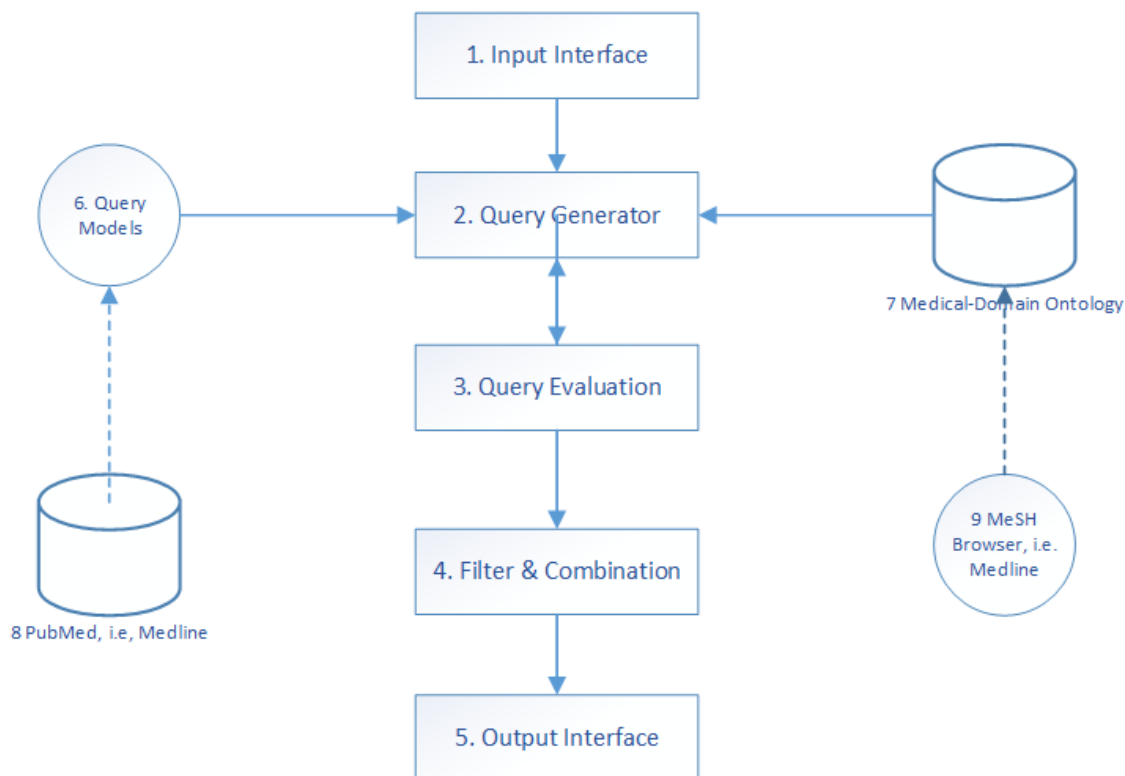 1. Input Interface
6. Query
Models
2. Query Generator
7 Medical-Domain Ontology
3. Query Evaluation
9 MeSH
Browser, i.e.
Medline
4. Filter & Combination
8 PubMed, i.e, Medline
5. Output Interface